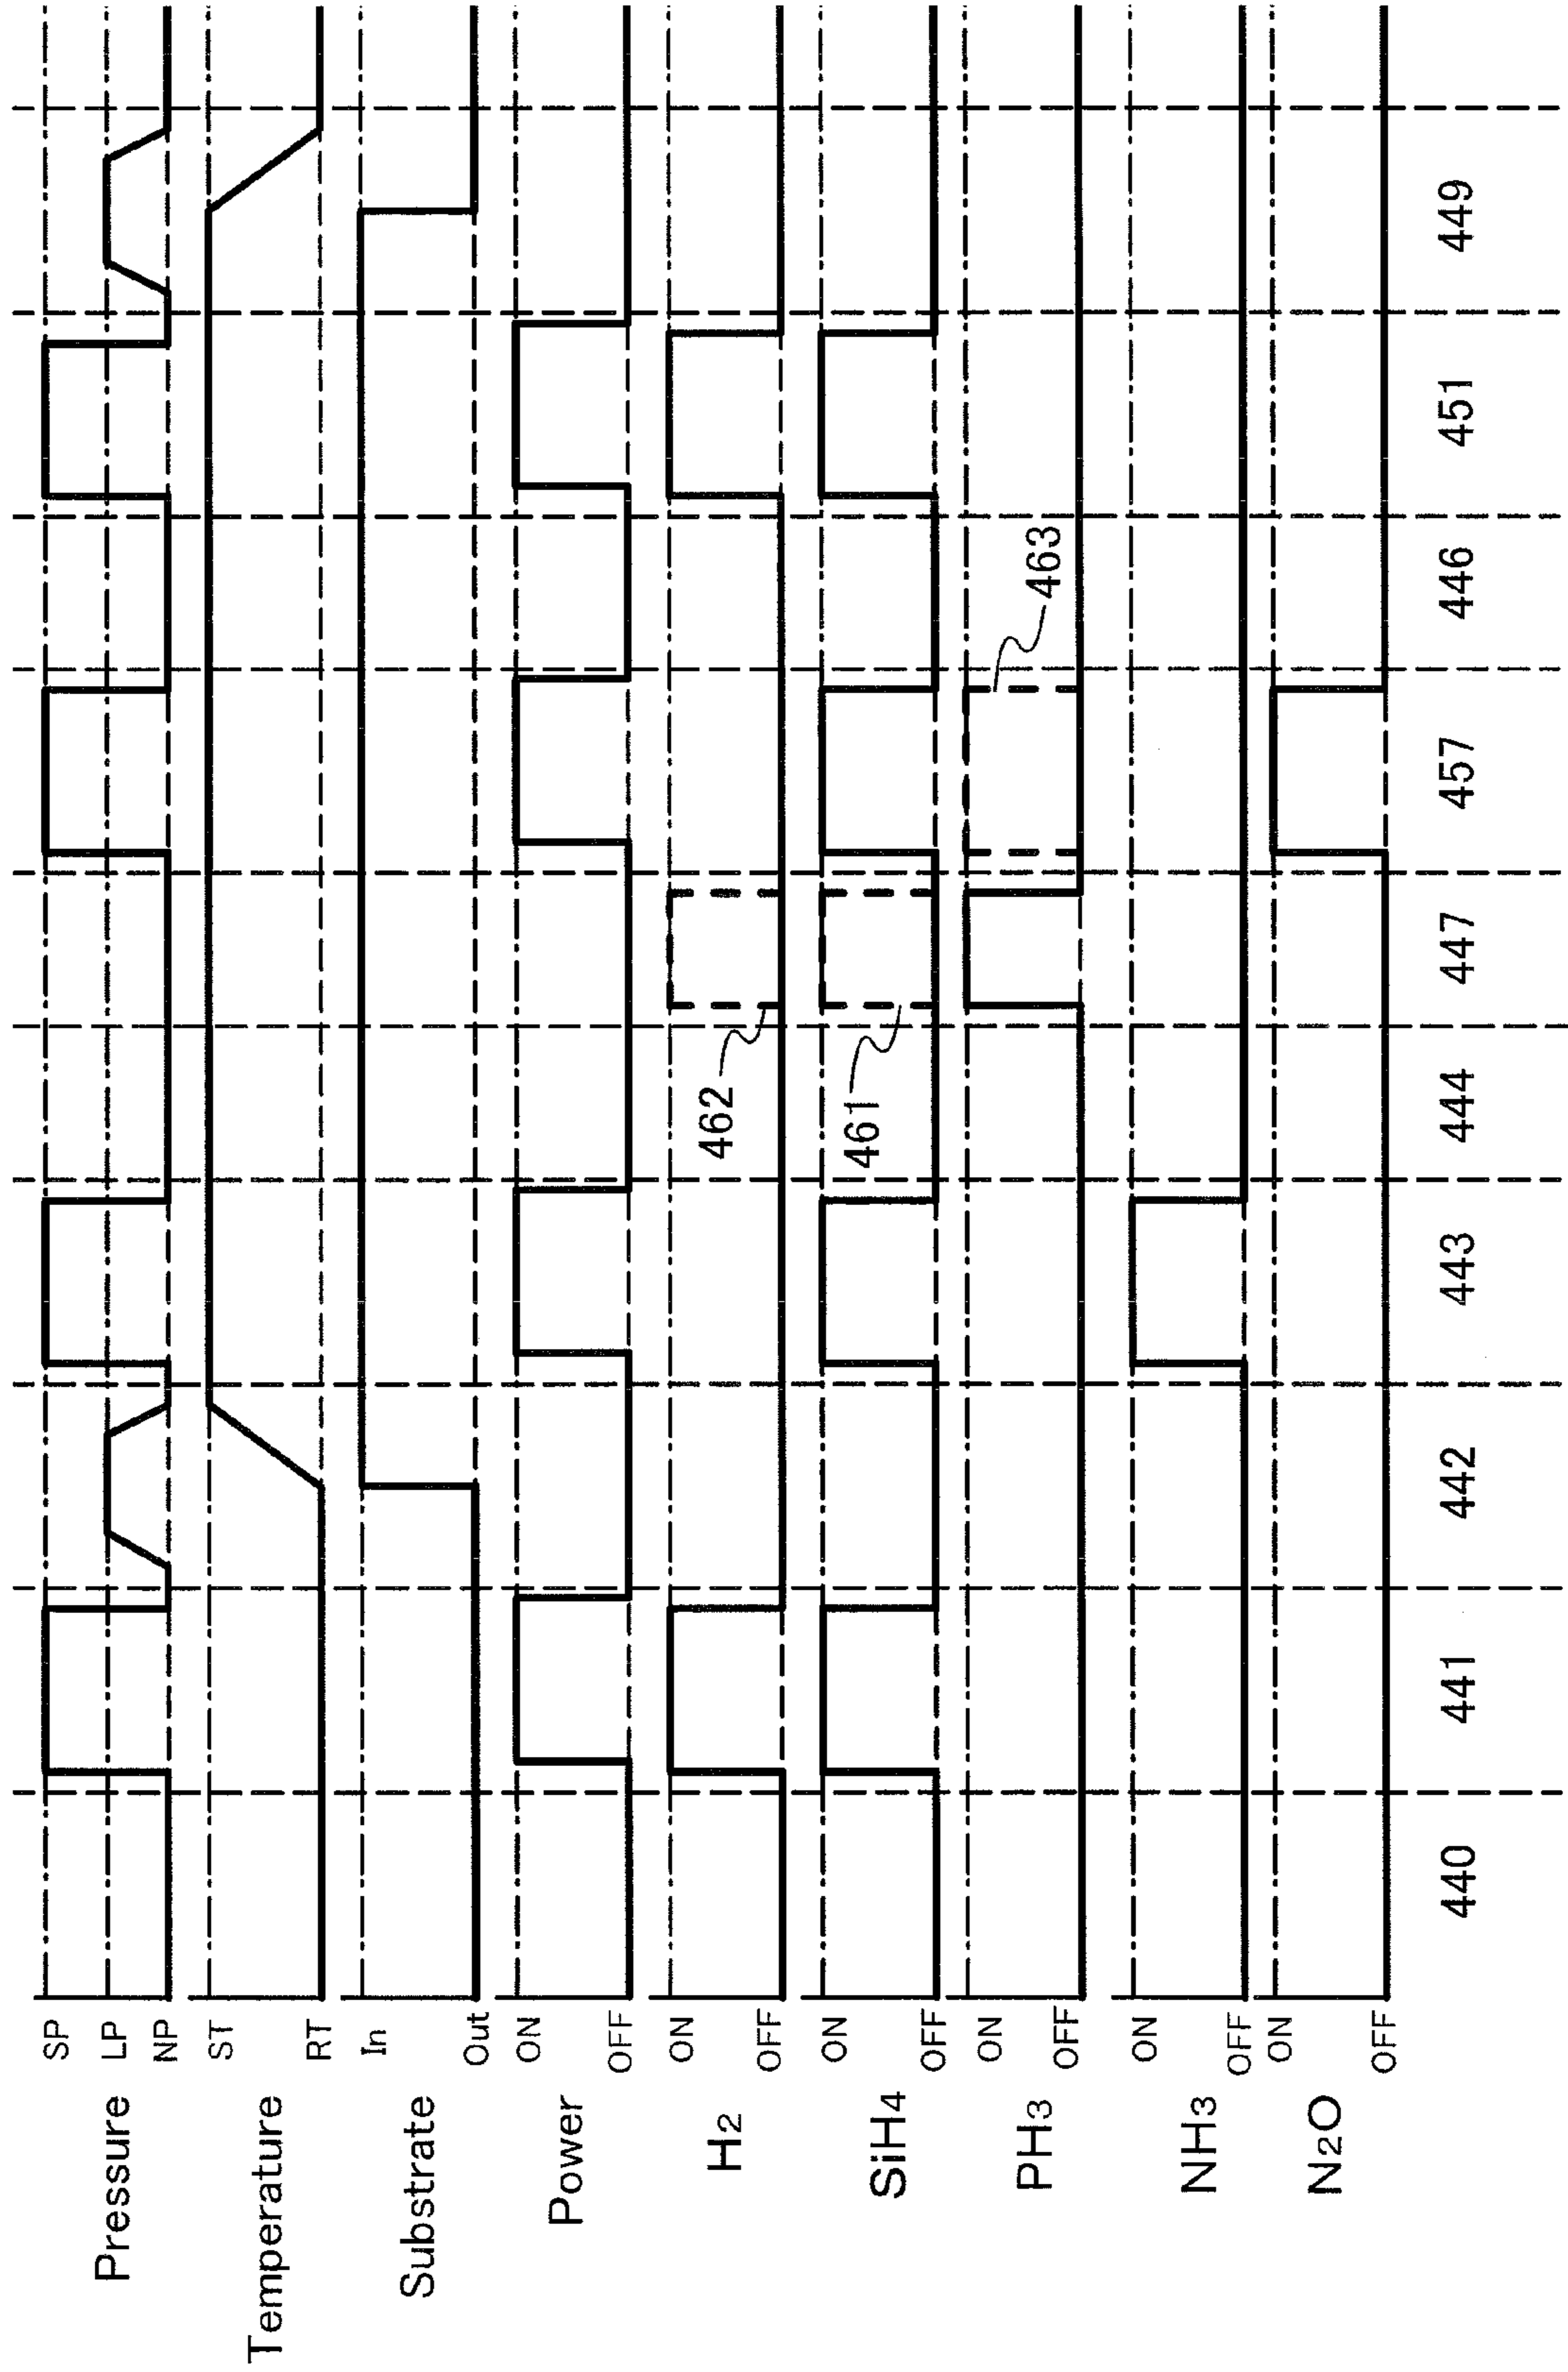 Pressure
SP
LP
NP
Temperature
ST
RT
Substrate
In
Out
Power
ON
OFF
H2
ON
OFF
462
SiH4
ON
OFF
461
PH3
ON
OFF
463
NH3
ON
OFF
N2O
ON
OFF
440 441 442 443 444 447 457 446 451 449